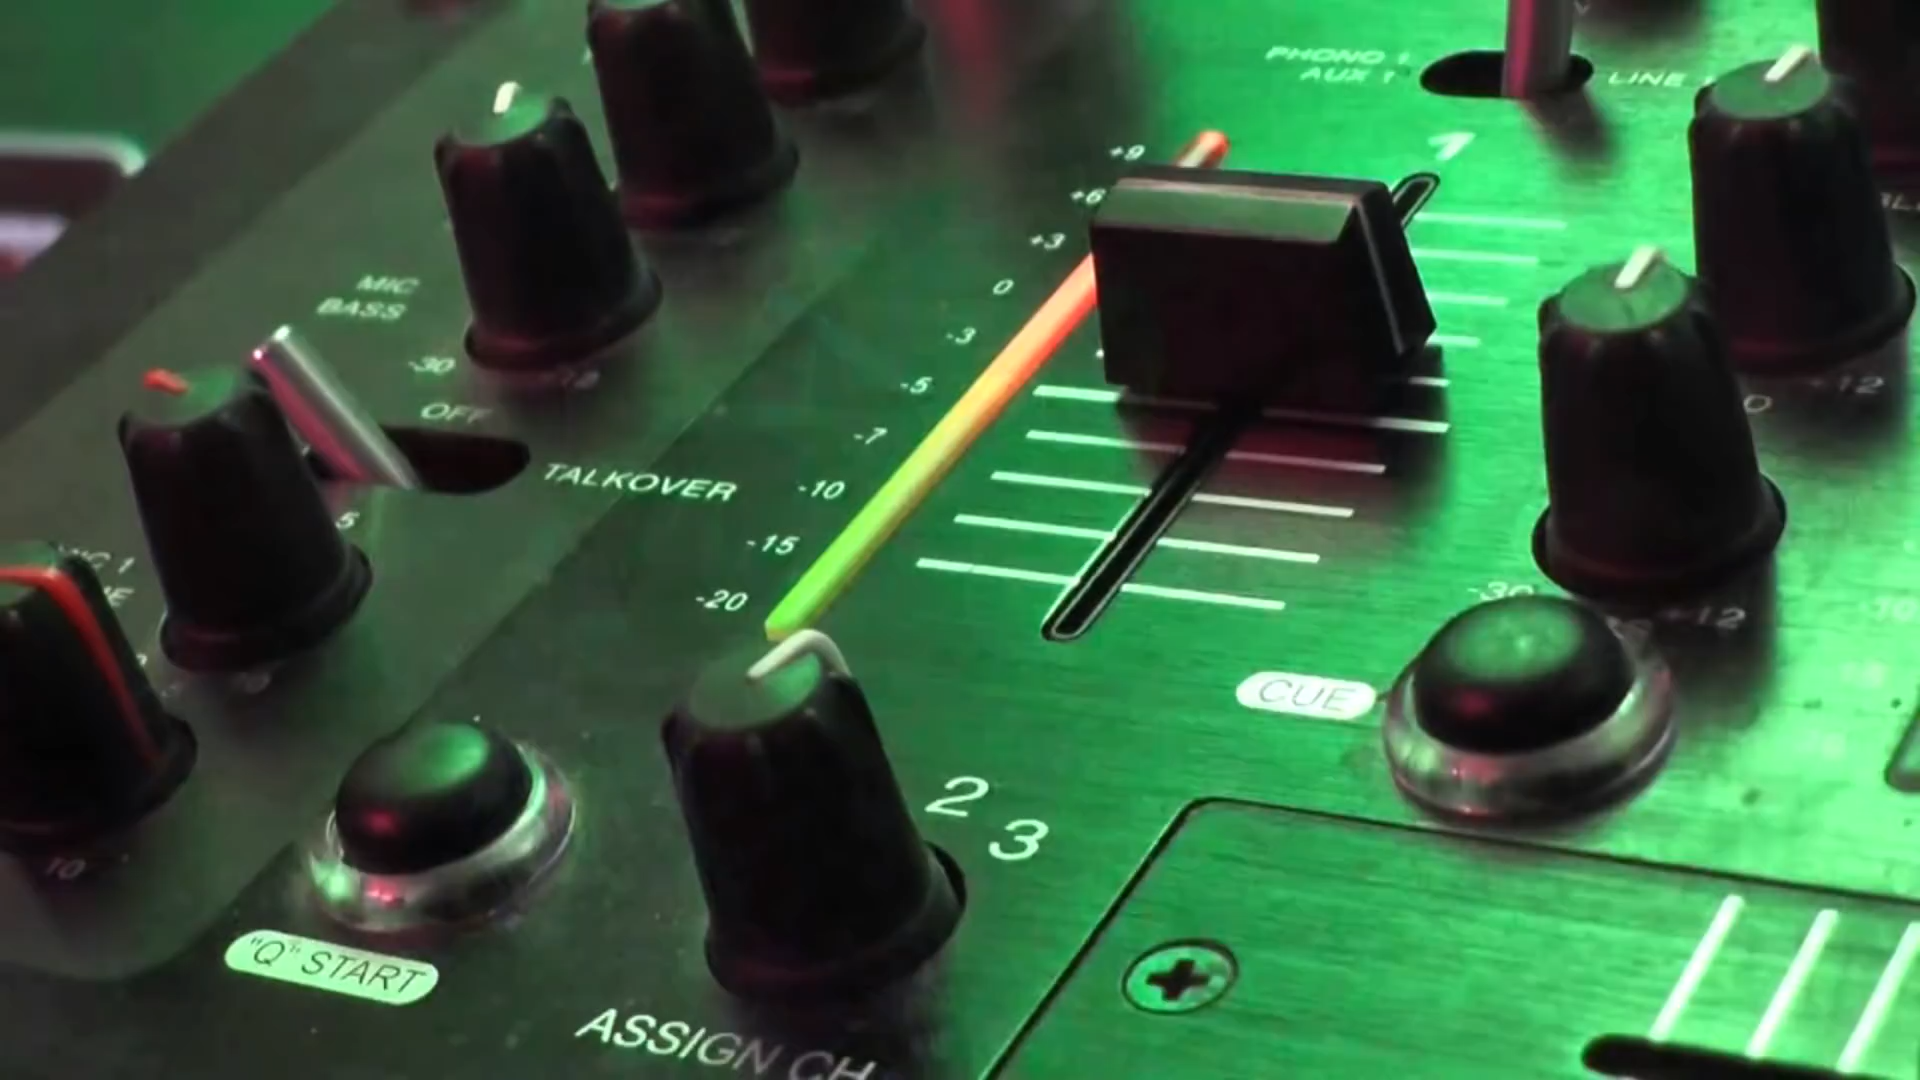 PHONO 1
AUX 1
LINE
1
+9
+6
+3
0
-3
-5
-7
-10
-15
-20
MIC
BASS
-30
OFF
TALKOVER
5
10
+12
-30
+12
CUE
2
3
"Q" START
ASSIGN CH